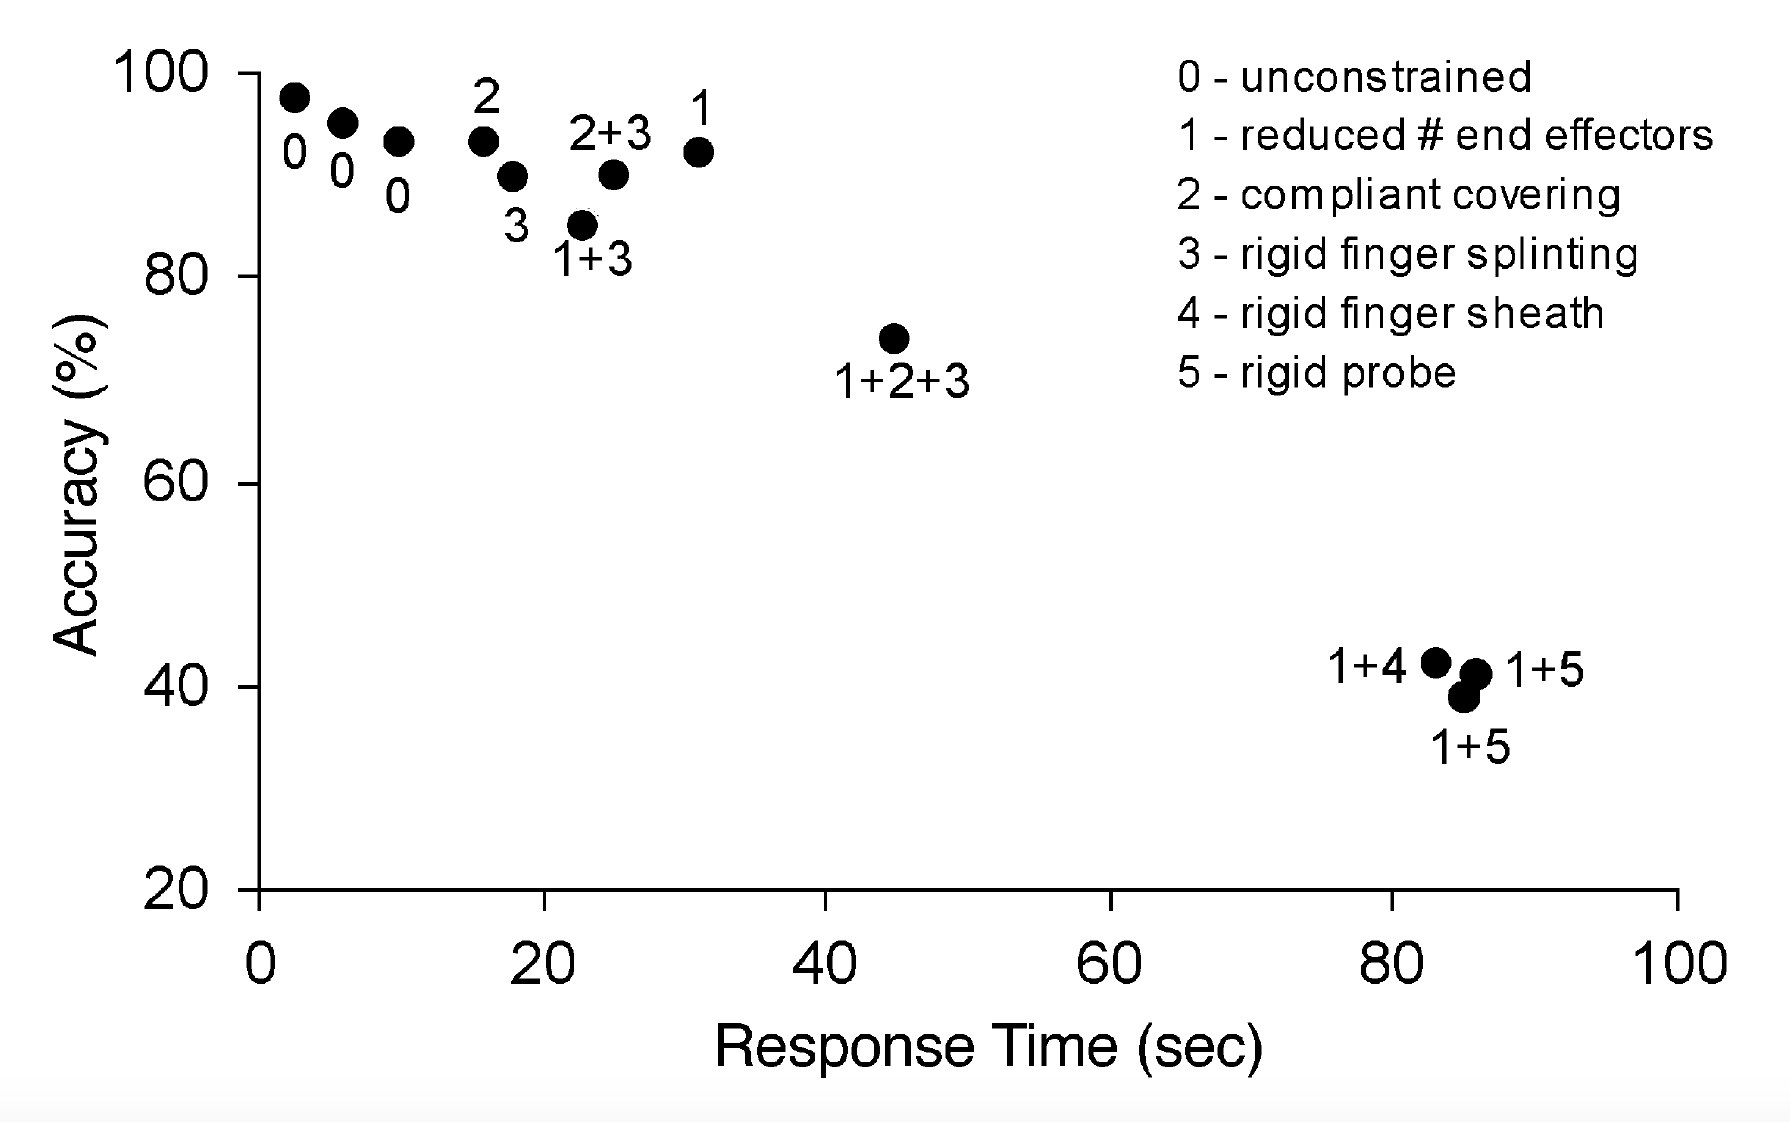 100
80
60
40
20
Accuracy (%)
0
0
0
2
3
2+3
1+3
1
1+2+3
1+4
1+5
1+5
0 - unconstrained
1 - reduced # end effectors
2 - compliant covering
3 - rigid finger splinting
4 - rigid finger sheath
5 - rigid probe
0 20 40 60 80 100
Response Time (sec)